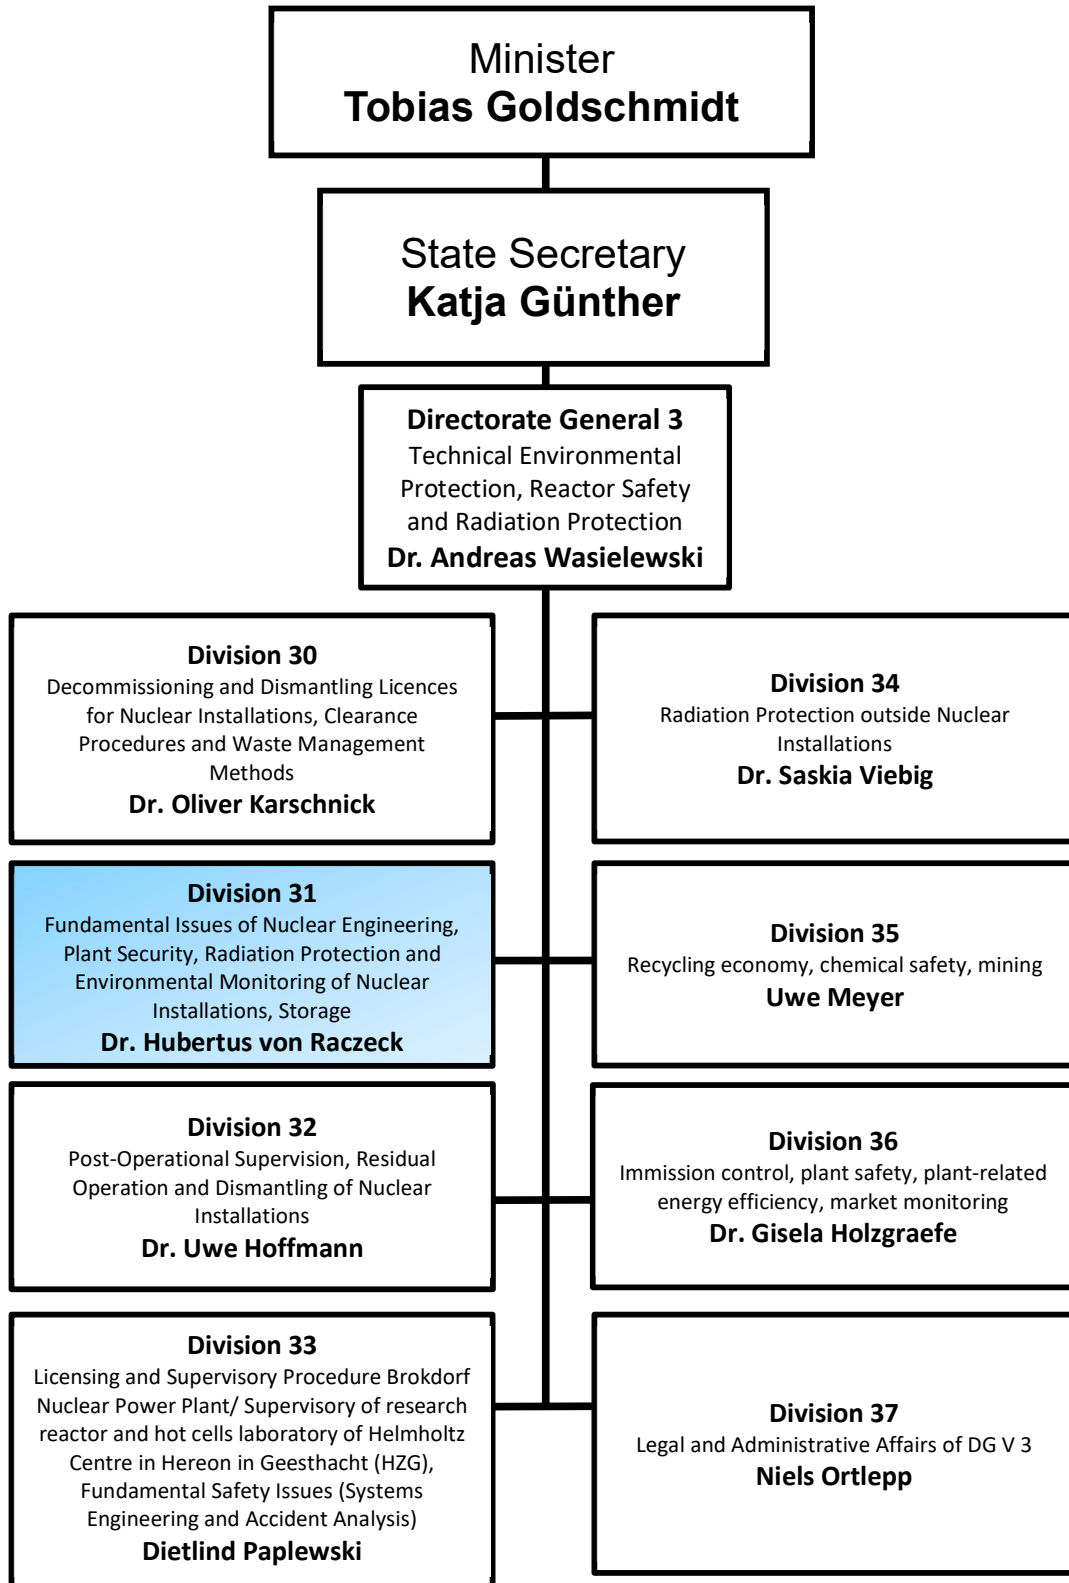 Minister
Tobias Goldschmidt
State Secretary
Katja Günther
Directorate General 3
Technical Environmental
Protection, Reactor Safety
and Radiation Protection
Dr. Andreas Wasielewski
Division 30
Decommissioning and Dismantling Licences
for Nuclear Installations, Clearance
Procedures and Waste Management
Methods
Dr. Oliver Karschnick
Division 31
Fundamental Issues of Nuclear Engineering,
Plant Security, Radiation Protection and
Environmental Monitoring of Nuclear
Installations, Storage
Dr. Hubertus von Raczeck
Division 32
Post-Operational Supervision, Residual
Operation and Dismantling of Nuclear
Installations
Dr. Uwe Hoffmann
Division 33
Licensing and Supervisory Procedure Brokdorf
Nuclear Power Plant/ Supervisory of research
reactor and hot cells laboratory of Helmholtz
Centre in Hereon in Geesthacht (HZG),
Fundamental Safety Issues (Systems
Engineering and Accident Analysis)
Dietlind Paplewski
Division 34
Radiation Protection outside Nuclear
Installations
Dr. Saskia Viebig
Division 35
Recycling economy, chemical safety, mining
Uwe Meyer
Division 36
Immission control, plant safety, plant-related
energy efficiency, market monitoring
Dr. Gisela Holzgraefe
Division 37
Legal and Administrative Affairs of DG V 3
Niels Ortlepp